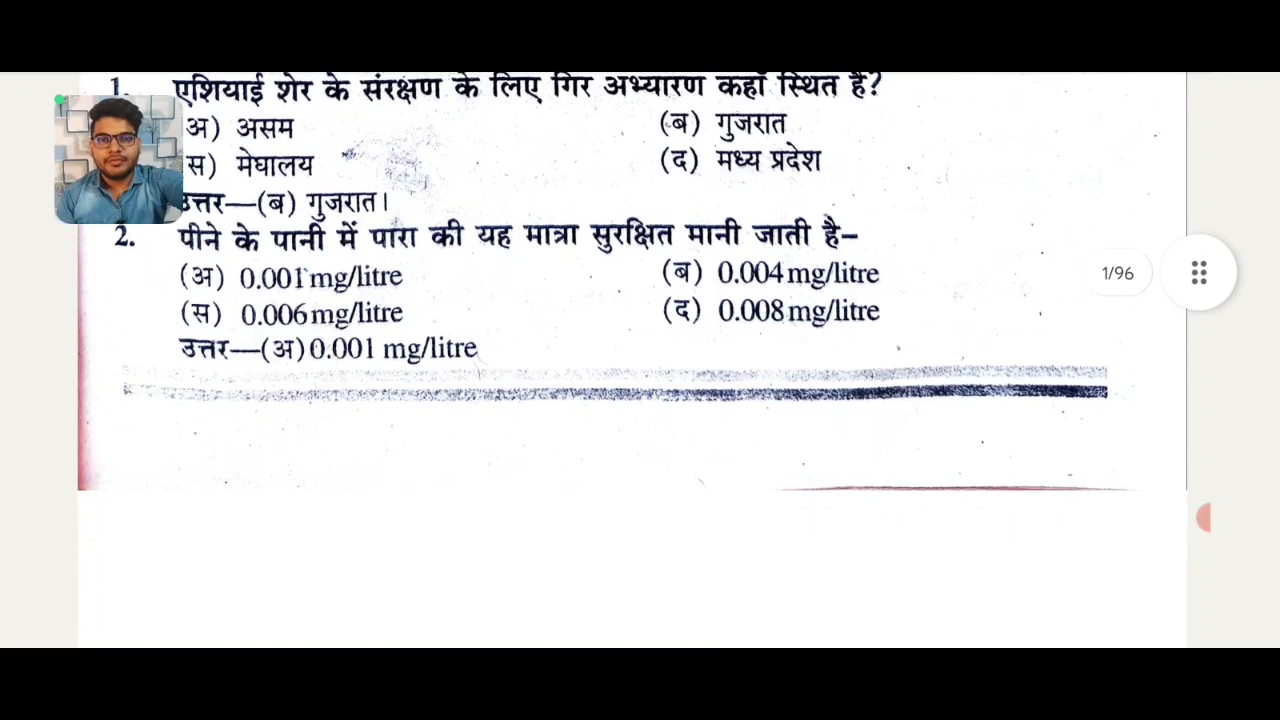 1. एशियाई शेर के संरक्षण के लिए गिर अभ्यारण कहाँ स्थित है?
अ) असम (ब) गुजरात
स) मेघालय (द) मध्य प्रदेश
उत्तर—(ब) गुजरात।
2. पीने के पानी में पारा की यह मात्रा सुरक्षित मानी जाती है–
(अ) 0.001 mg/litre (ब) 0.004 mg/litre
(स) 0.006 mg/litre (द) 0.008 mg/litre
उत्तर—(अ) 0.001 mg/litre
1/96